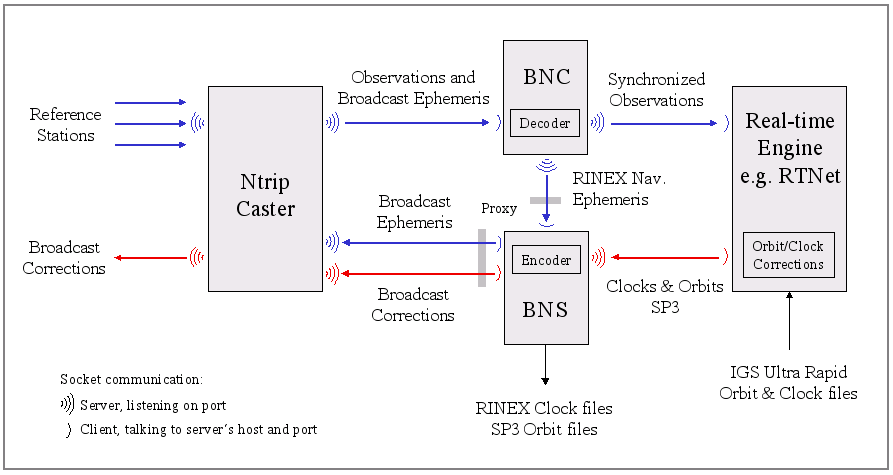 Reference
Stations
Broadcast
Corrections
Ntrip
Caster
Observations and
Broadcast Ephemeris
BNC
Decoder
Synchronized
Observations
Real-time
Engine
e.g. RTNet
Orbit/Clock
Corrections
RINEX Nav.
Ephemeris
Proxy
Broadcast
Ephemeris
Broadcast
Corrections
Encoder
BNS
Clocks & Orbits
SP3
IGS Ultra Rapid
Orbit & Clock files
RINEX Clock files
SP3 Orbit files
Socket communication:
Server, listening on port
Client, talking to server's host and port